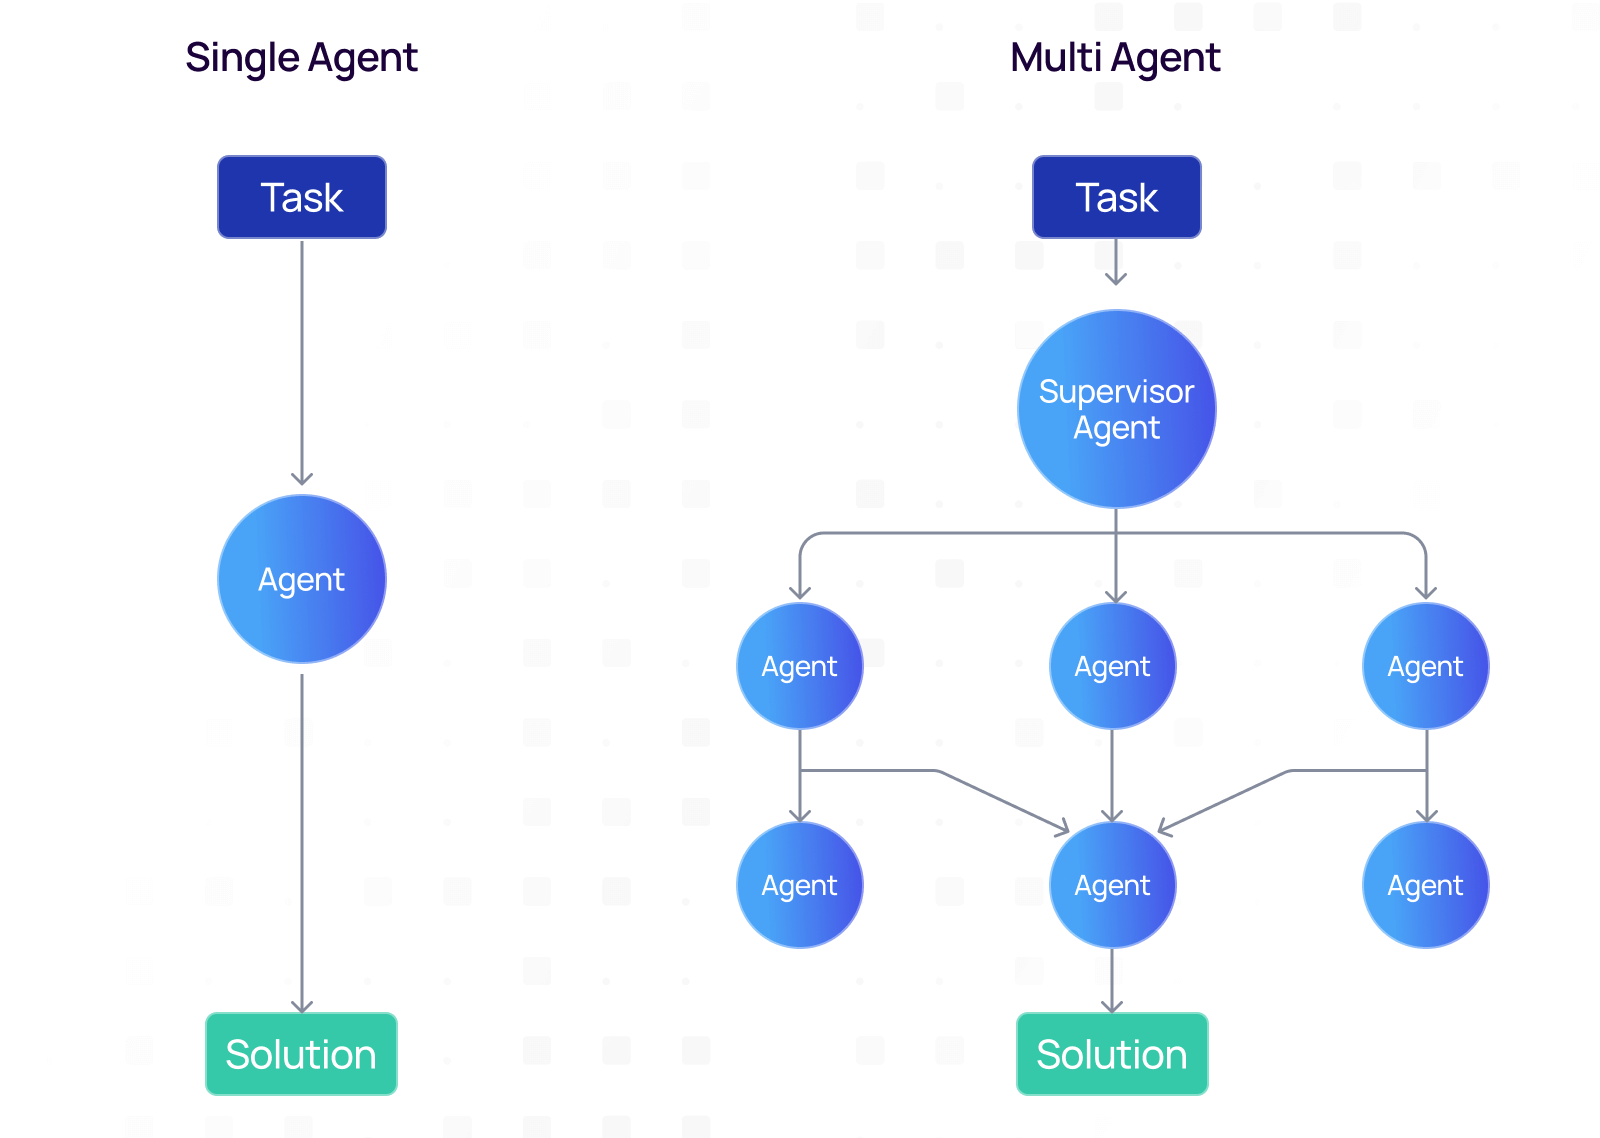 Single Agent
Task
Agent
Solution
Multi Agent
Task
Supervisor
Agent
Agent
Agent
Agent
Agent
Agent
Agent
Solution